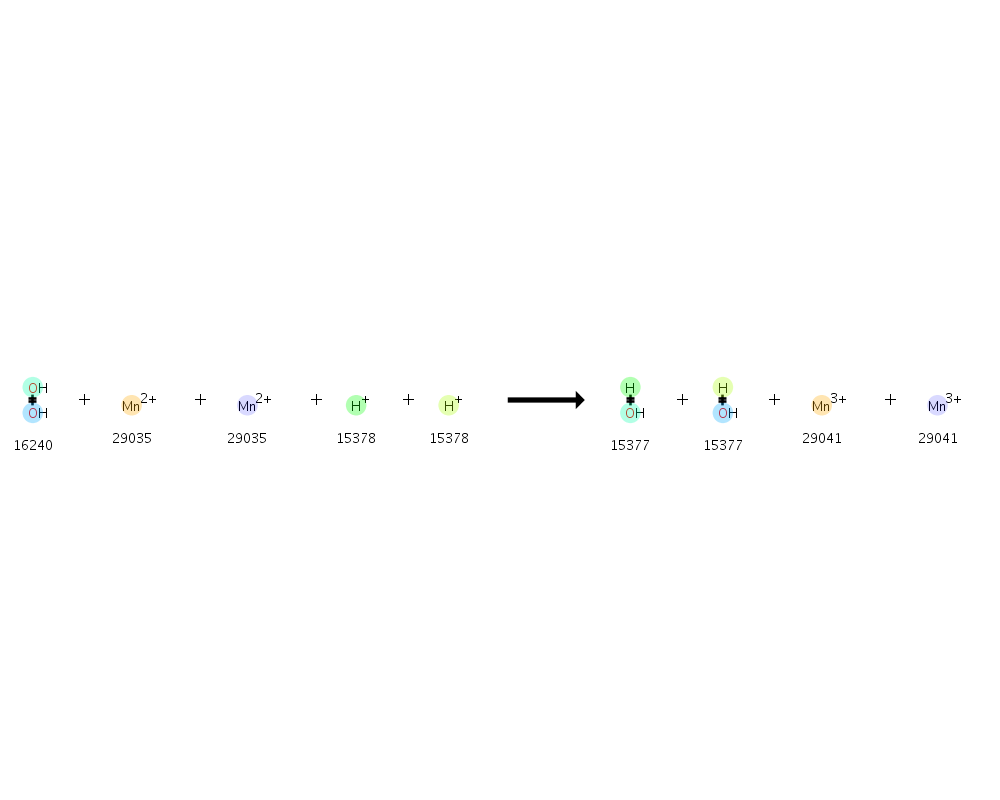 OH + Mn2+ + Mn2+ + H+ + H+ H + H + Mn3+ + Mn3+
OH OH OH
16240 29035 29035 15378 15378 15377 15377 29041 29041